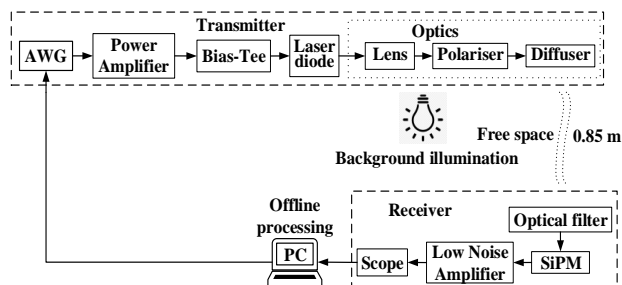 Transmitter
Optics
AWG
Power
Amplifier
Bias-Tee
Laser
diode
Lens
Polariser
Diffuser
Free space
0.85 m
Background illumination
Offline
processing
PC
Receiver
Optical filter
Scope
Low Noise
Amplifier
SiPM